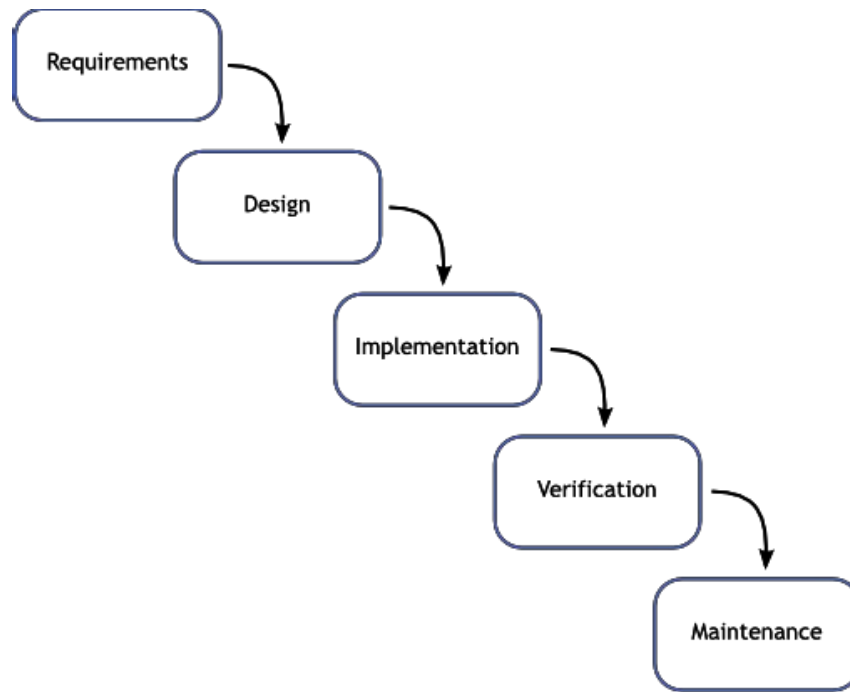 Requirements
Design
Implementation
Verification
Maintenance